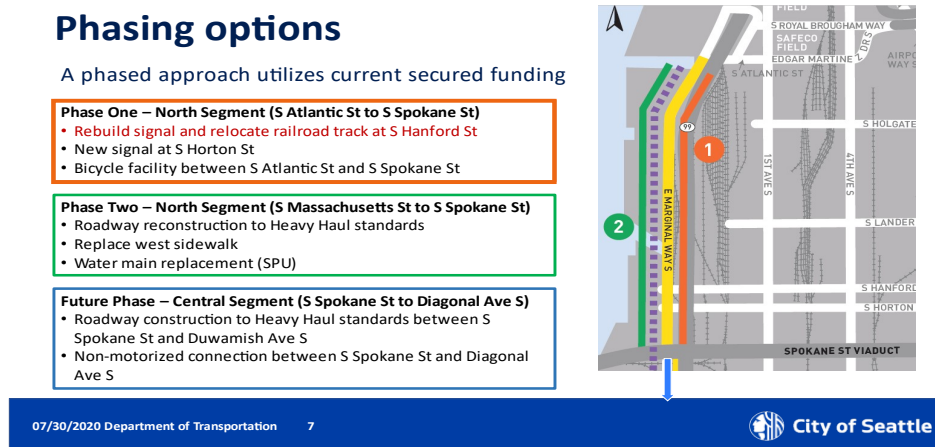 Phasing options
A phased approach utilizes current secured funding
Phase One – North Segment (S Atlantic St to S Spokane St)
• Rebuild signal and relocate railroad track at S Hanford St
• New signal at S Horton St
• Bicycle facility between S Atlantic St and S Spokane St
Phase Two – North Segment (S Massachusetts St to S Spokane St)
• Roadway reconstruction to Heavy Haul standards
• Replace west sidewalk
• Water main replacement (SPU)
Future Phase – Central Segment (S Spokane St to Diagonal Ave S)
• Roadway construction to Heavy Haul standards between S
Spokane St and Duwamish Ave S
• Non-motorized connection between S Spokane St and Diagonal
Ave S
FIELD
S ROYAL BROUGHAM WAY
SAFECO
FIELD
EDGAR MARTINEZ DR S
AIRPO
WAY S
S ATLANTIC ST
99
S HOLGATE
1
1ST AVE S
4TH AVE S
E MARGINAL WAY S
2
S LANDER
S HANFORD
S HORTON
SPOKANE ST VIADUCT
07/30/2020 Department of Transportation 7
City of Seattle